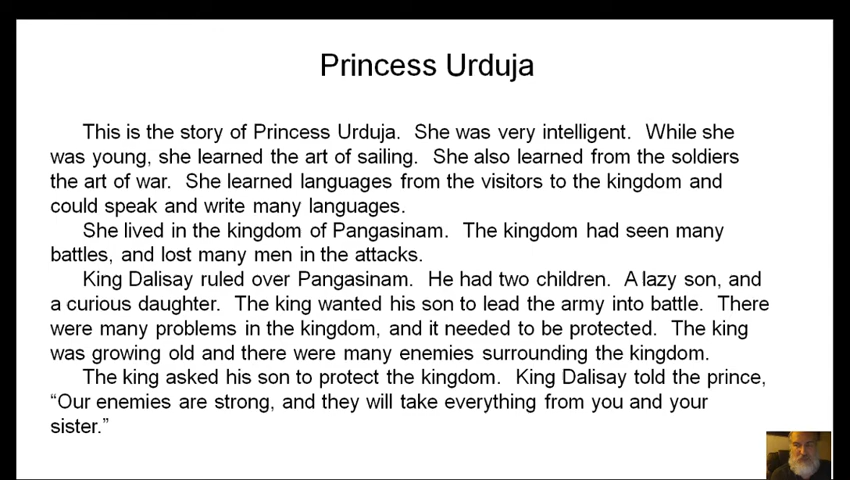 Princess Urduja
This is the story of Princess Urduja.  She was very intelligent.  While she
was young, she learned the art of sailing.  She also learned from the soldiers
the art of war.  She learned languages from the visitors to the kingdom and
could speak and write many languages.
She lived in the kingdom of Pangasinam.  The kingdom had seen many
battles, and lost many men in the attacks.
King Dalisay ruled over Pangasinam.  He had two children.  A lazy son, and
a curious daughter.  The king wanted his son to lead the army into battle.  There
were many problems in the kingdom, and it needed to be protected.  The king
was growing old and there were many enemies surrounding the kingdom.
The king asked his son to protect the kingdom.  King Dalisay told the prince,
“Our enemies are strong, and they will take everything from you and your
sister.”